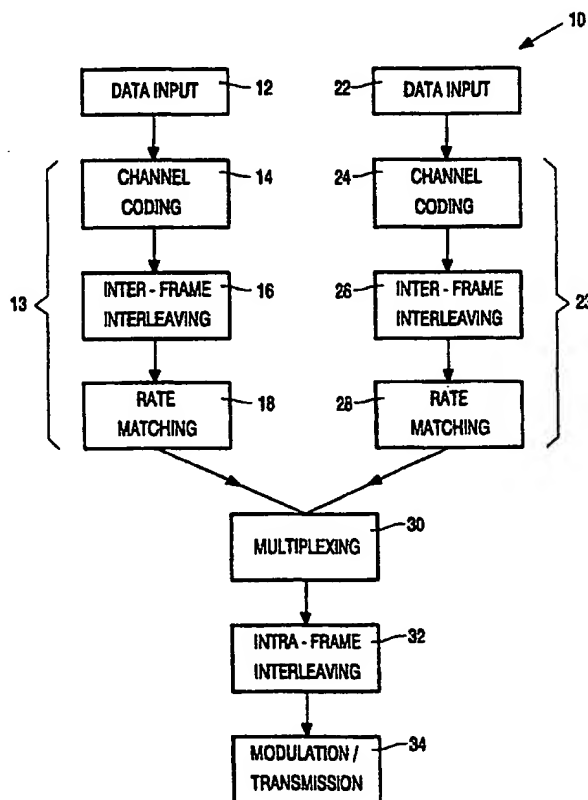 10
DATA INPUT 12
22 DATA INPUT
CHANNEL
CODING 14
24 CHANNEL
CODING
13
INTER - FRAME
INTERLEAVING 16
26 INTER - FRAME
INTERLEAVING
23
RATE
MATCHING 18
28 RATE
MATCHING
MULTIPLEXING 30
INTRA - FRAME
INTERLEAVING 32
MODULATION /
TRANSMISSION 34